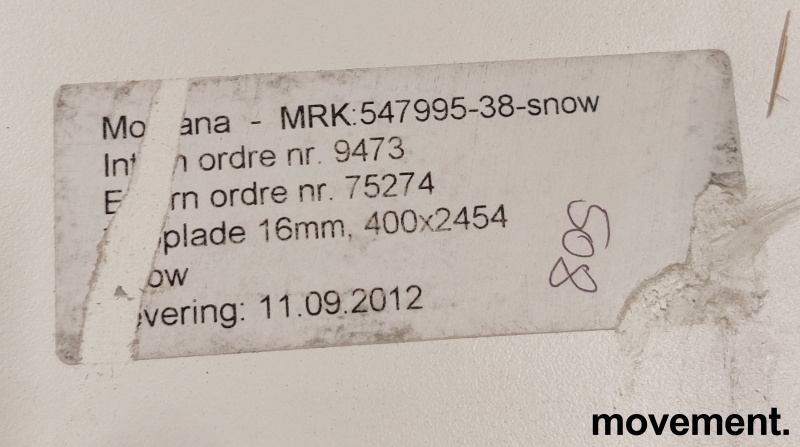 Mo ana - MRK:547995-38-snow
Int n ordre nr. 9473
E rn ordre nr. 75274
plade 16mm, 400x2454
ow
vering: 11.09.2012
508
movement.